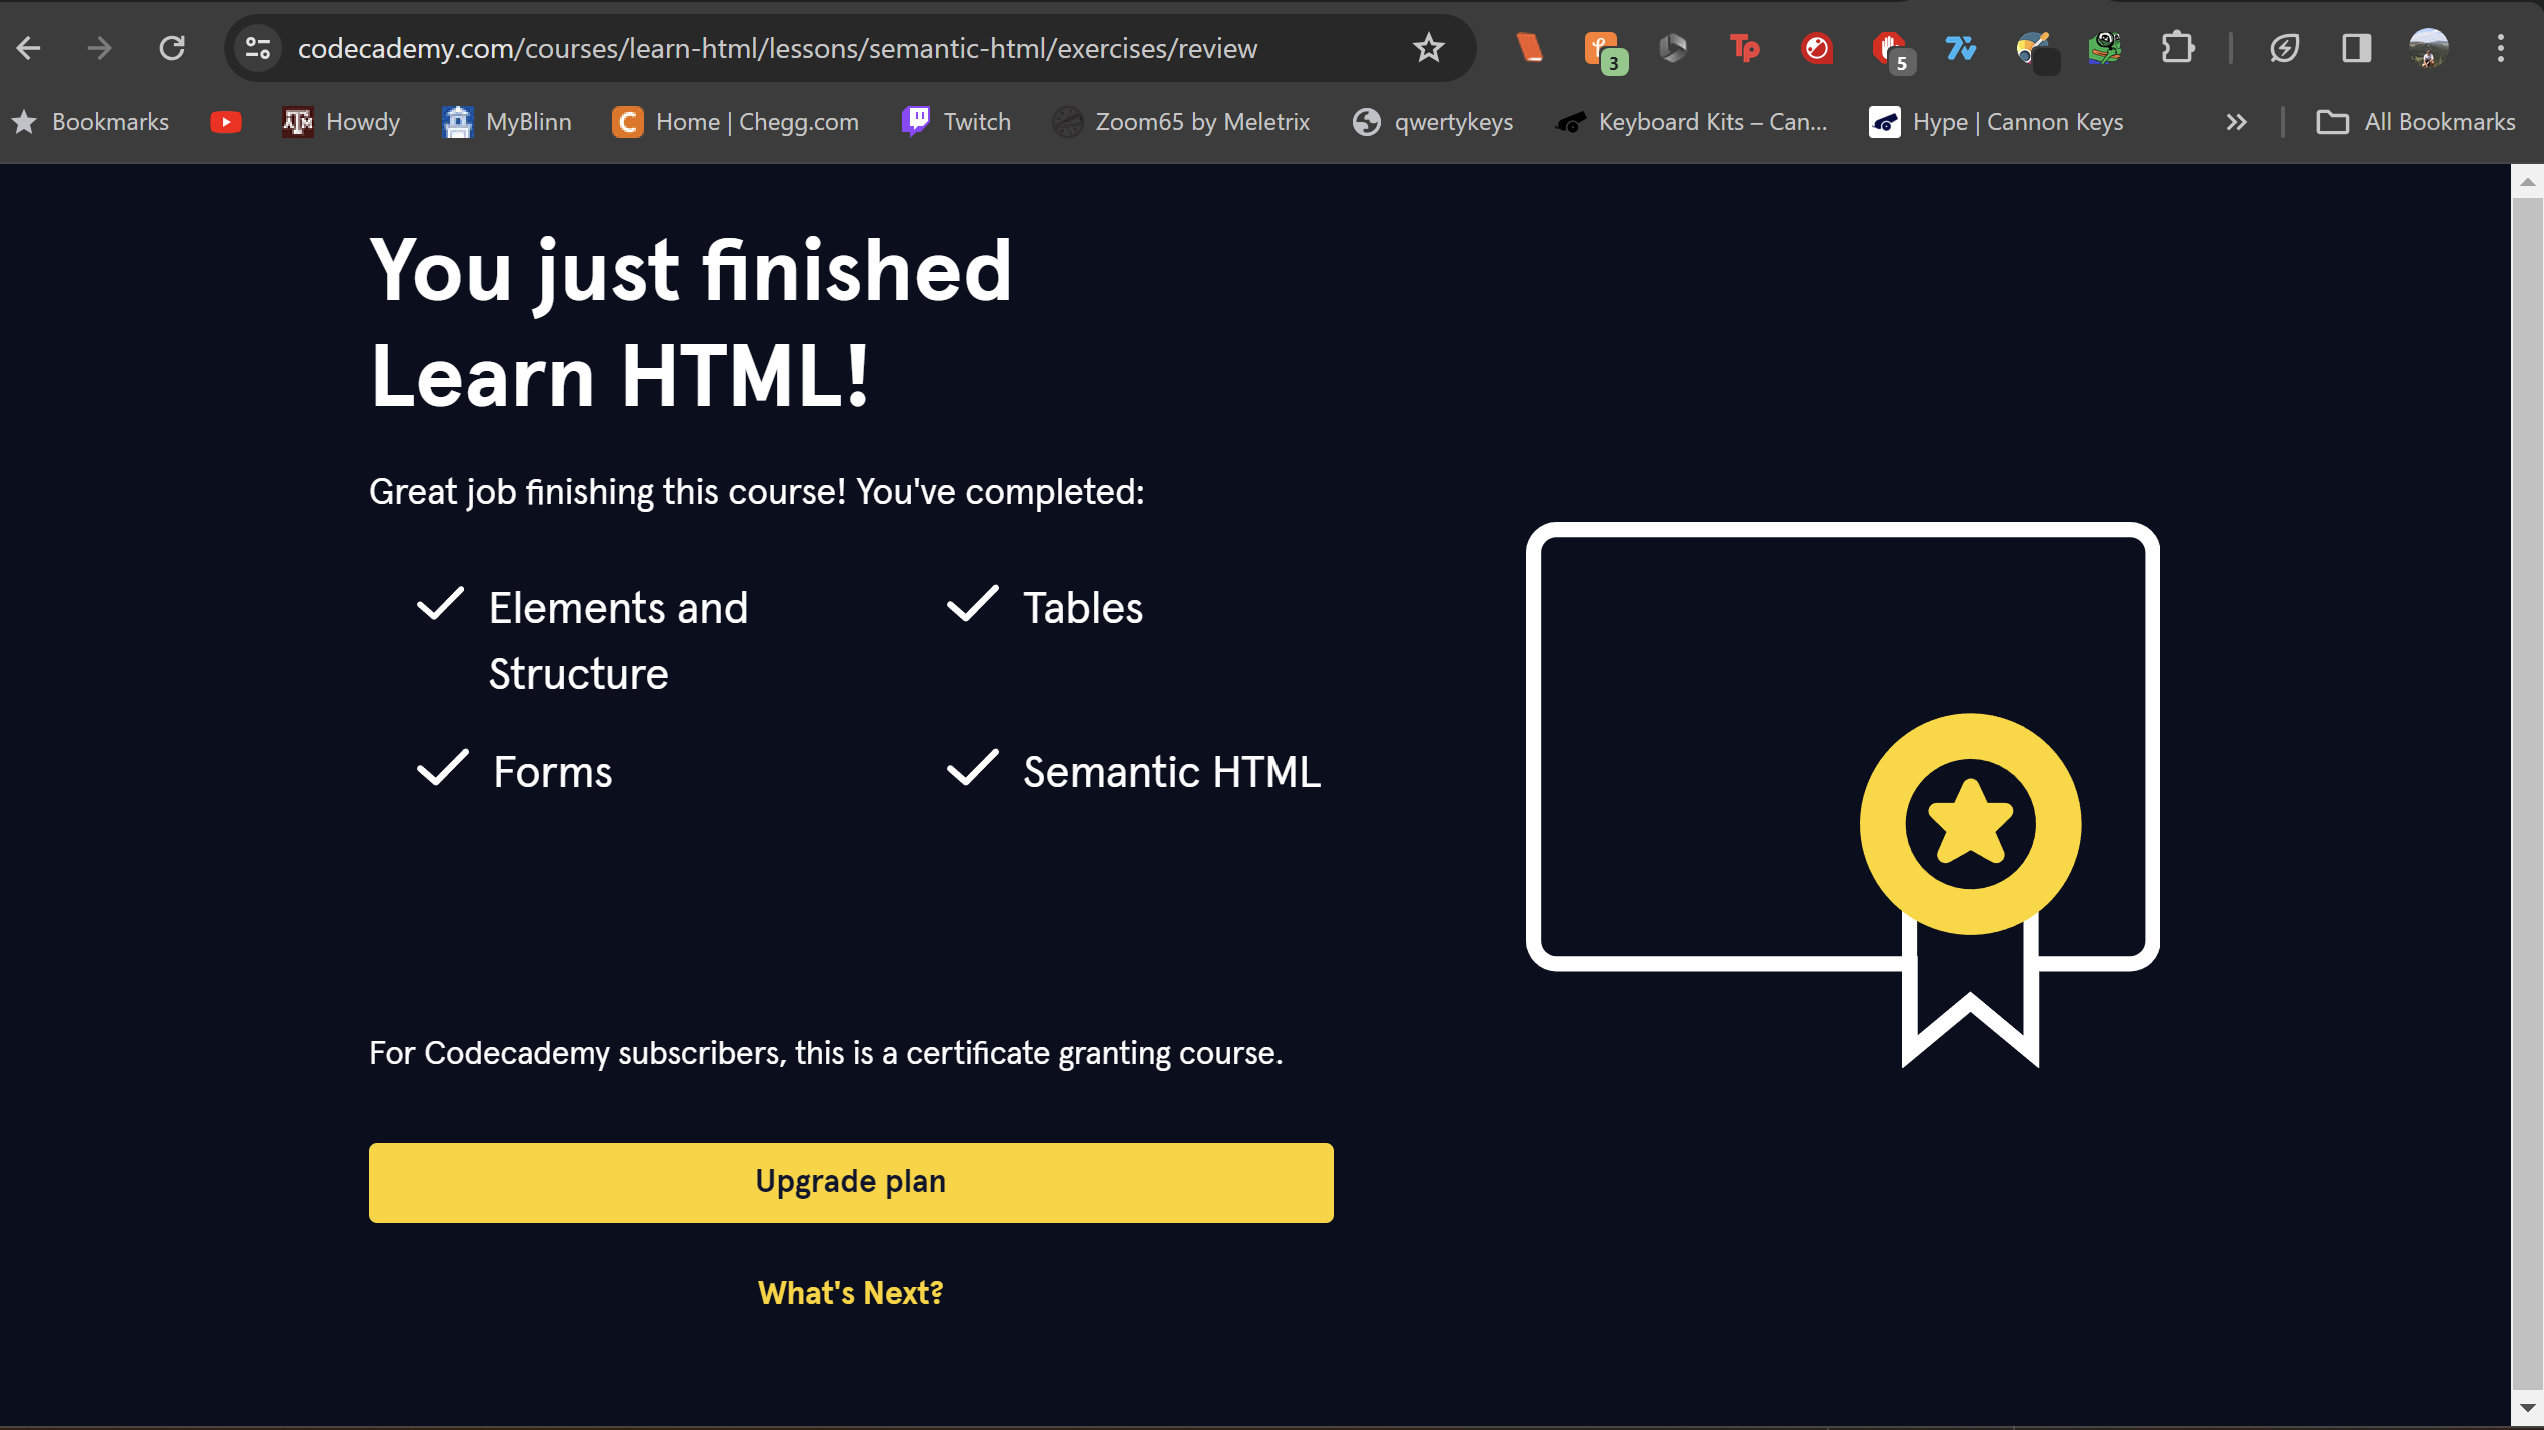 codecademy.com/courses/learn-html/lessons/semantic-html/exercises/review
3
Tp
5
Bookmarks
Howdy
MyBlinn
Home | Chegg.com
Twitch
Zoom65 by Meletrix
qwertykeys
Keyboard Kits – Can...
Hype | Cannon Keys
All Bookmarks
You just finished
Learn HTML!
Great job finishing this course! You've completed:
Elements and
Structure
Tables
Forms
Semantic HTML
For Codecademy subscribers, this is a certificate granting course.
Upgrade plan
What's Next?